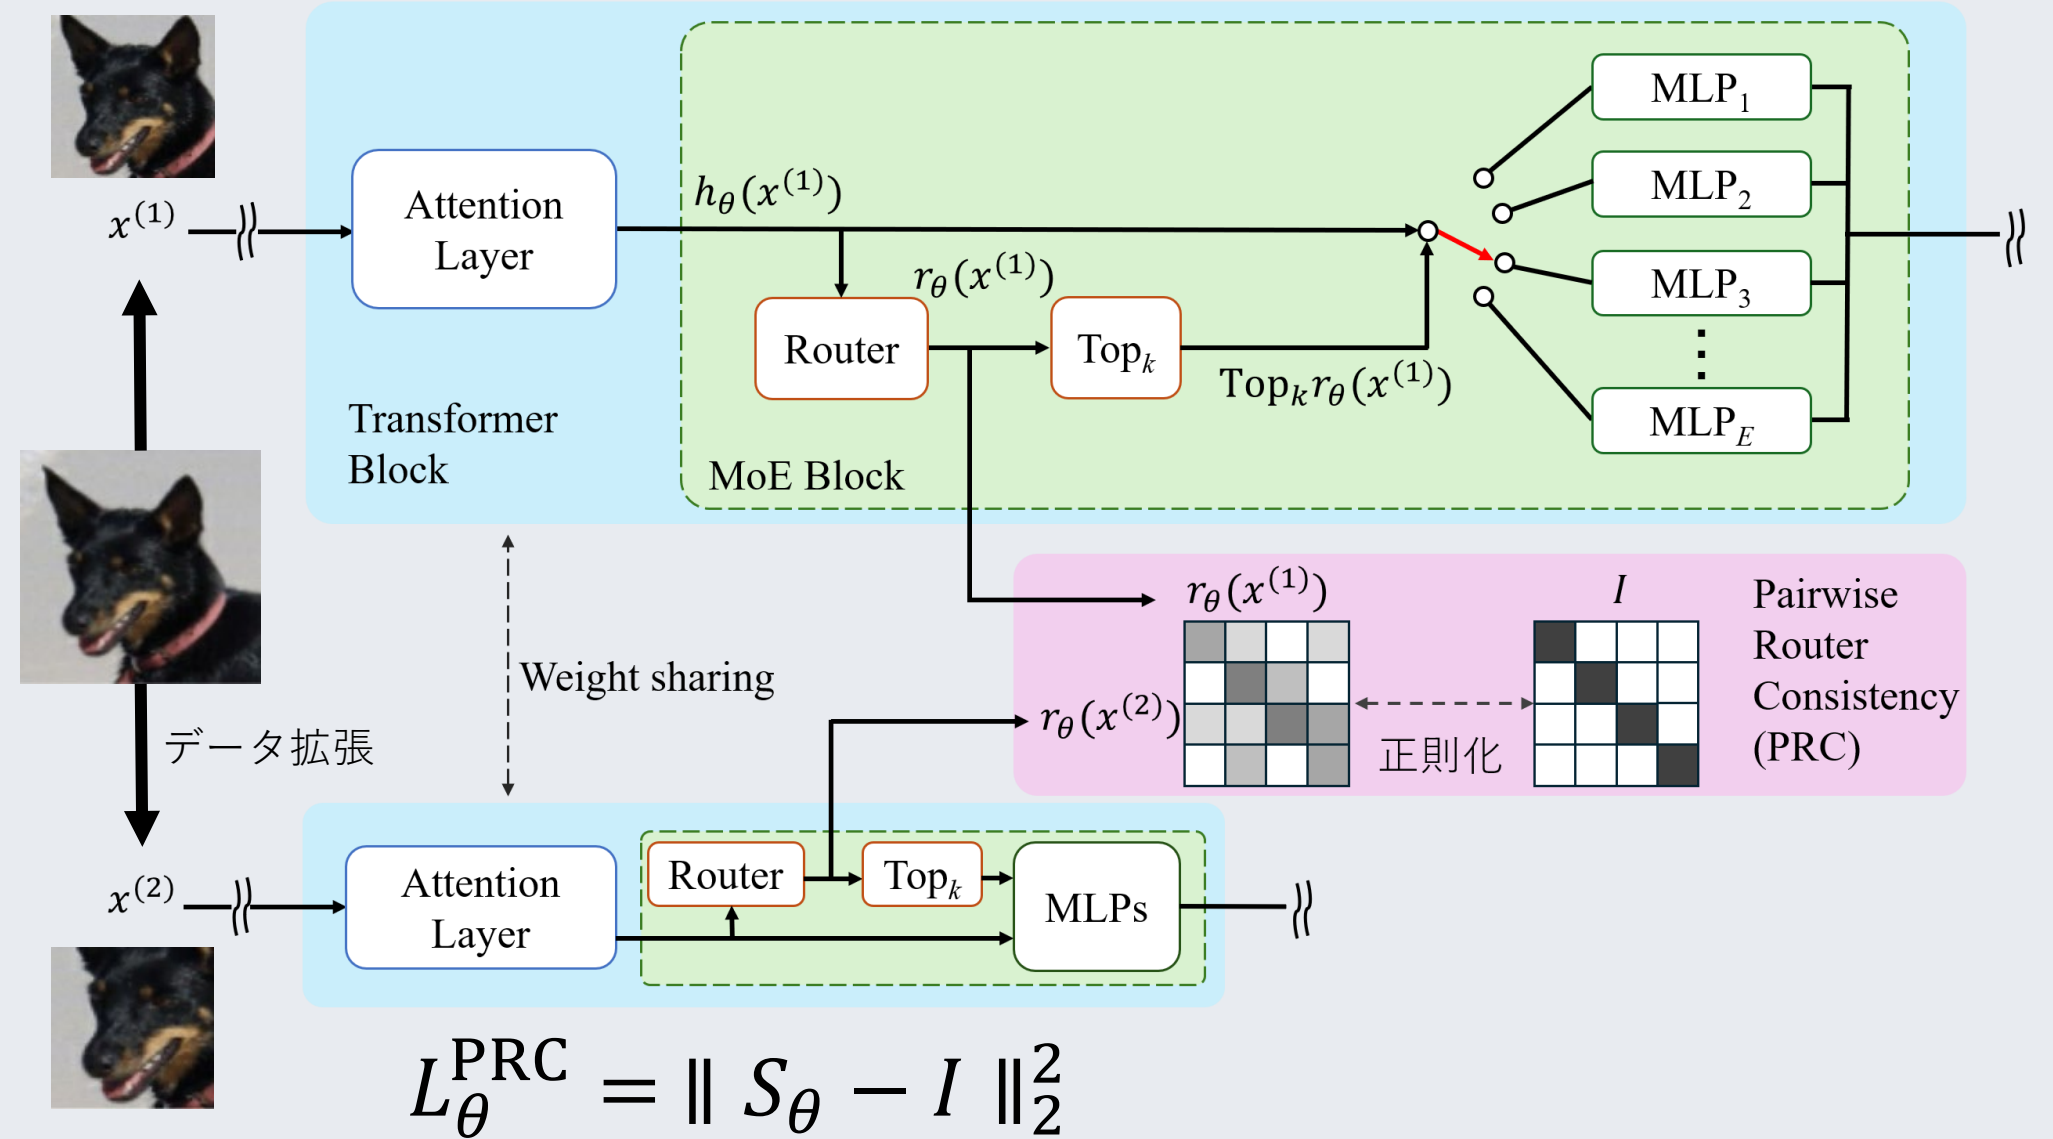 x^(1)
Attention
Layer
h_θ(x^(1))
r_θ(x^(1))
Router
Top_k
Top_k r_θ(x^(1))
MLP_1
MLP_2
MLP_3
⋮
MLP_E
Transformer
Block
MoE Block
Weight sharing
データ拡張
r_θ(x^(1))
r_θ(x^(2))
I
正則化
Pairwise
Router
Consistency
(PRC)
x^(2)
Attention
Layer
Router
Top_k
MLPs
L_θ^PRC = ‖ S_θ − I ‖_2^2